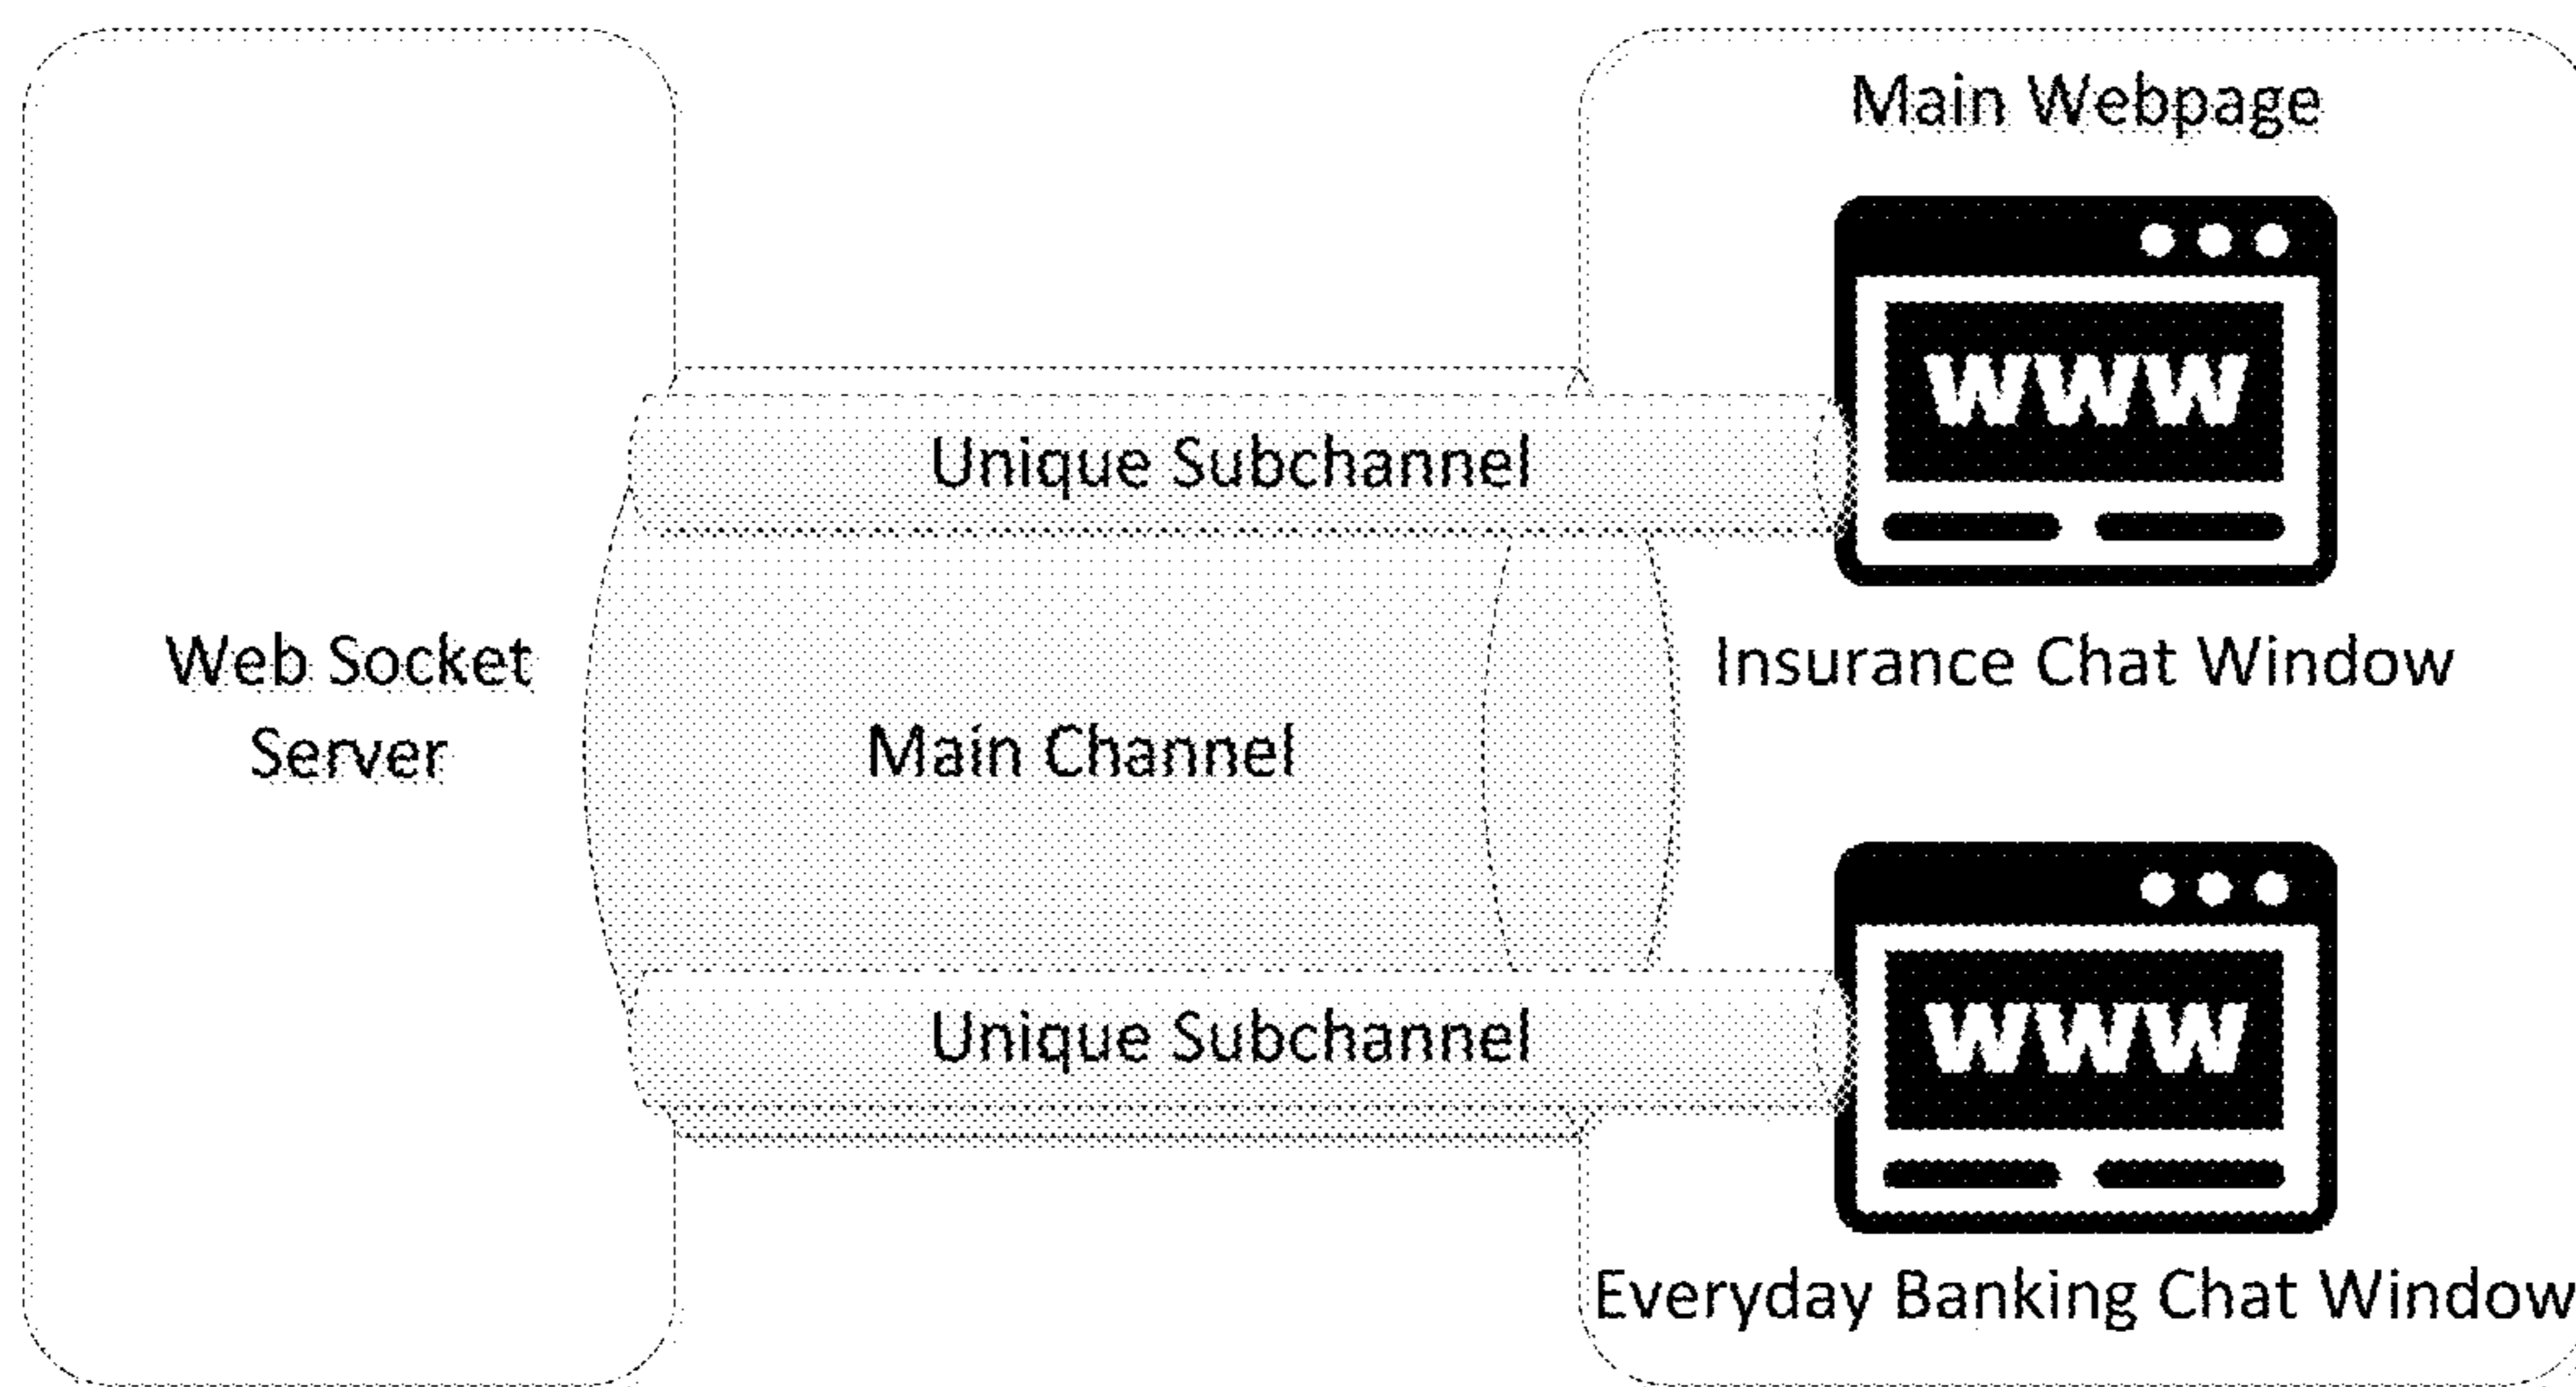 Main Webpage
WWW
Unique Subchannel
Insurance Chat Window
Web Socket
Server
Main Channel
WWW
Unique Subchannel
Everyday Banking Chat Window